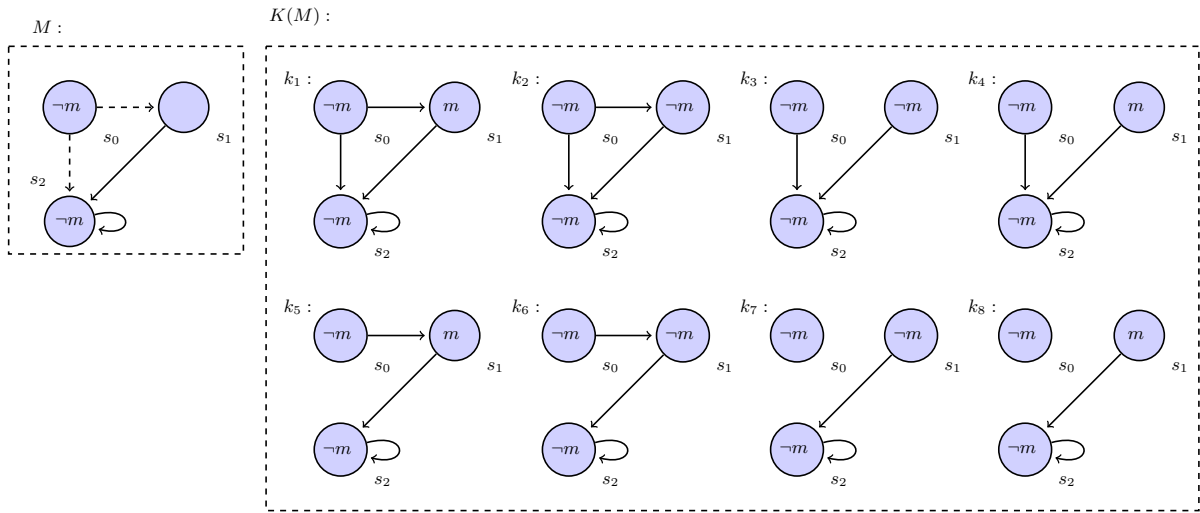 K(M) :
M :
k₁ : k₂ : k₃ : k₄ :
¬m ¬m m ¬m ¬m ¬m ¬m ¬m m
s₀ s₁ s₀ s₁ s₀ s₁ s₀ s₁ s₀ s₁
s₂
¬m ¬m ¬m ¬m ¬m
s₂ s₂ s₂ s₂
k₅ : k₆ : k₇ : k₈ :
¬m m ¬m ¬m ¬m ¬m ¬m m
s₀ s₁ s₀ s₁ s₀ s₁ s₀ s₁
¬m ¬m ¬m ¬m
s₂ s₂ s₂ s₂